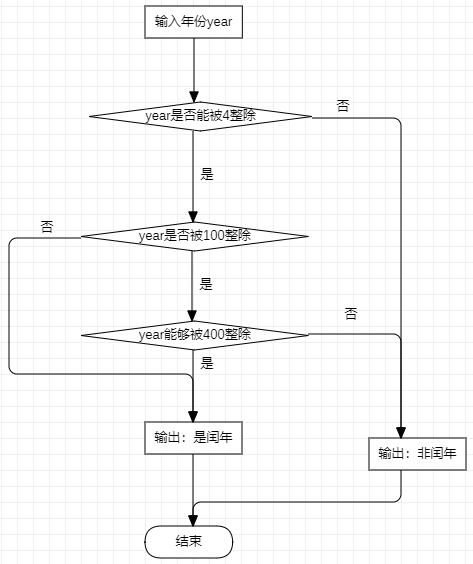 输入年份year
year是否能被4整除
否
是
year是否被100整除
否
是
year能够被400整除
否
是
输出：是闰年
输出：非闰年
结束